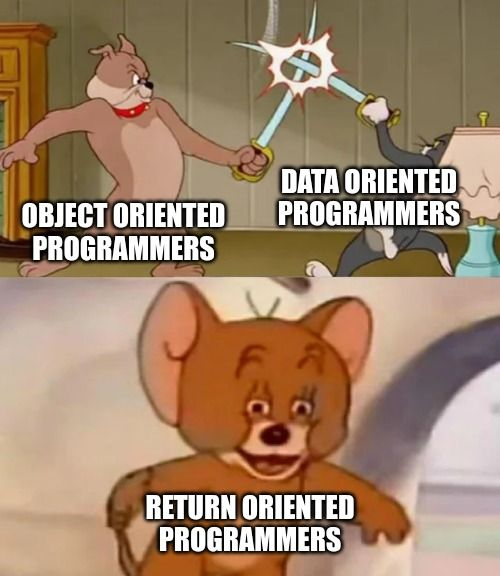 OBJECT ORIENTED
PROGRAMMERS
DATA ORIENTED
PROGRAMMERS
RETURN ORIENTED
PROGRAMMERS